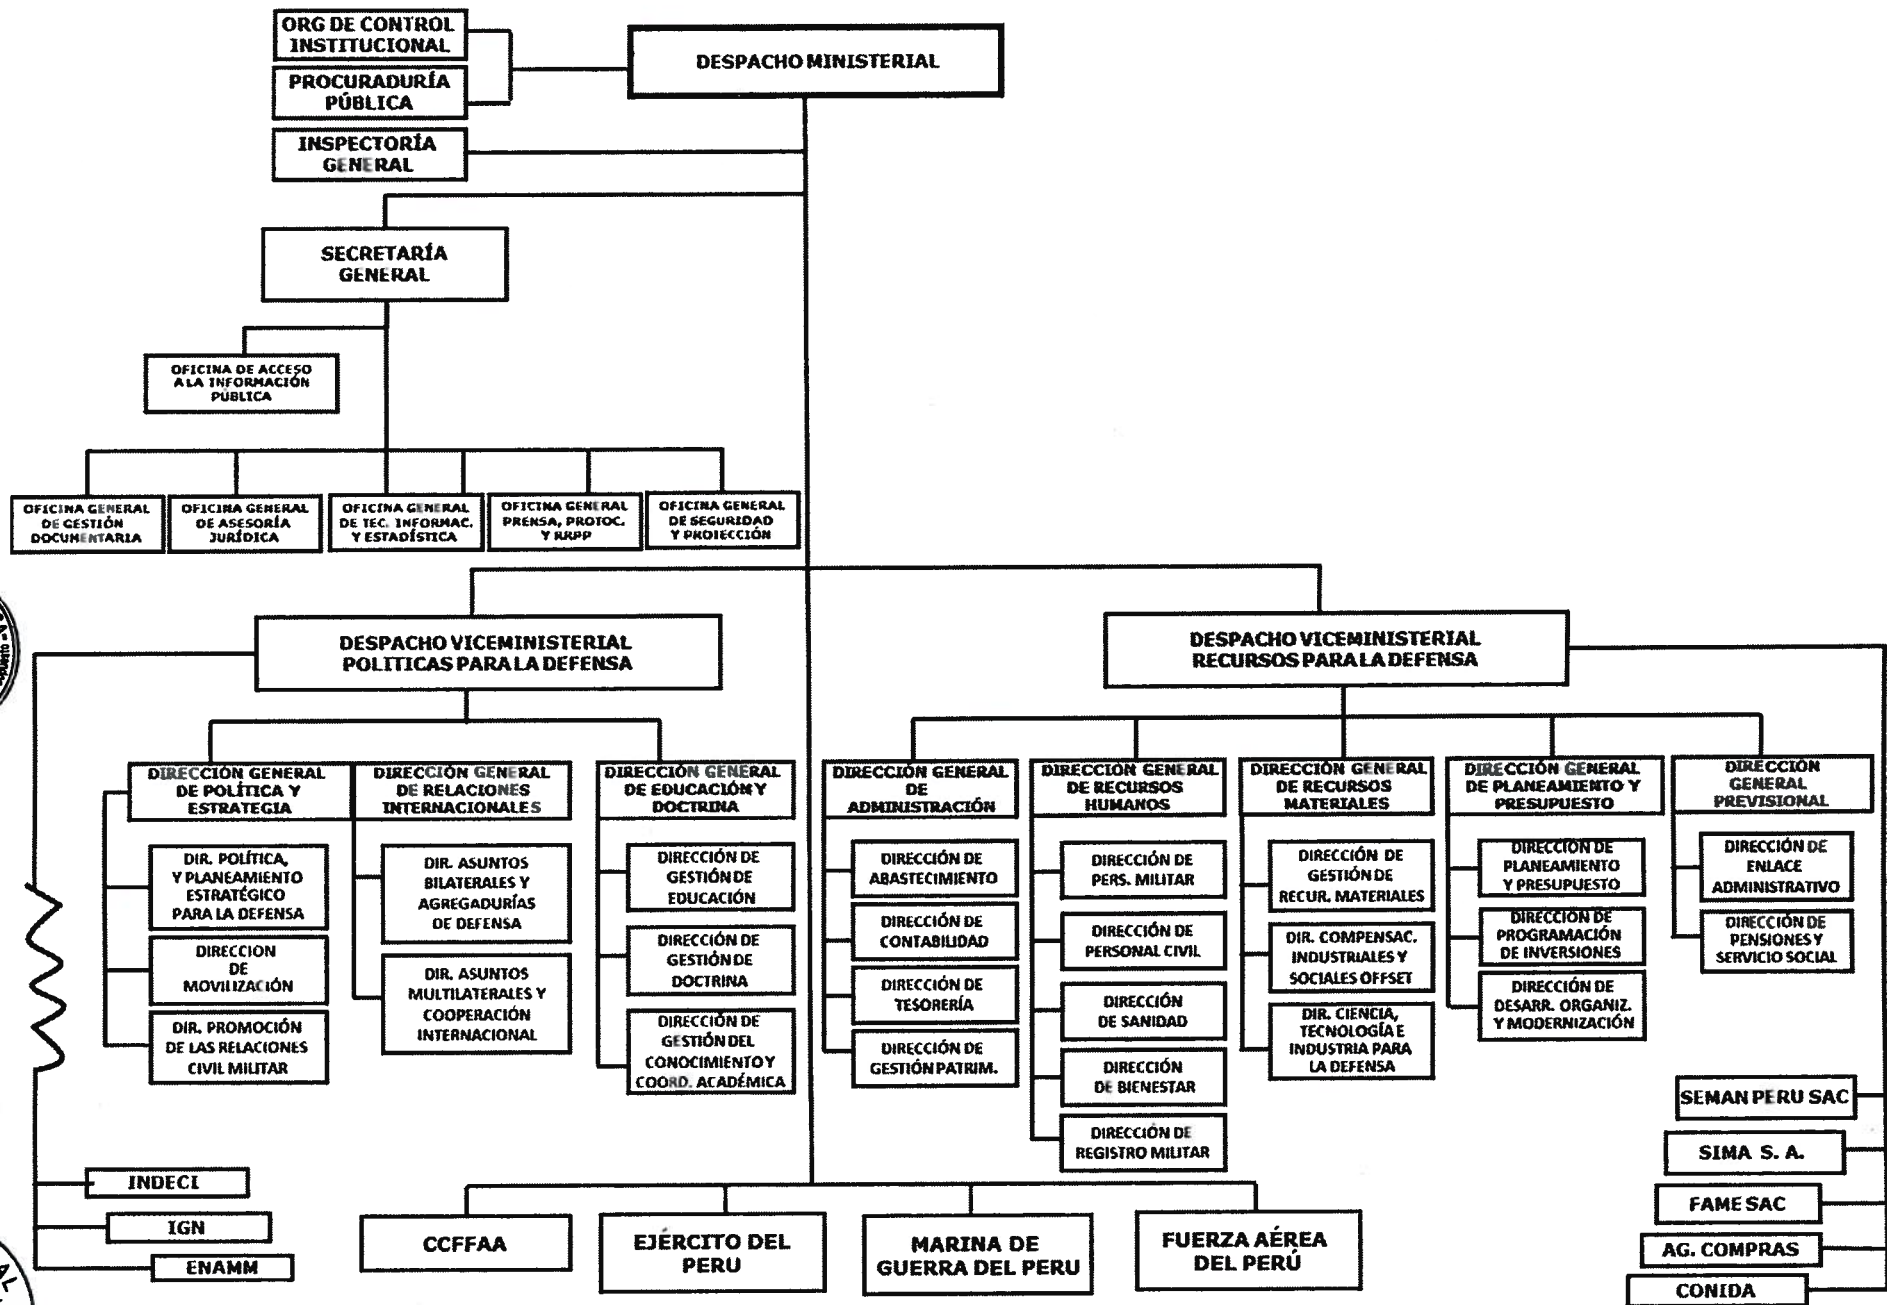 ORG DE CONTROL
INSTITUCIONAL
DESPACHO MINISTERIAL
PROCURADURÍA
PÚBLICA
INSPECTORÍA
GENERAL
SECRETARÍA
GENERAL
OFICINA DE ACCESO
A LA INFORMACIÓN
PÚBLICA
OFICINA GENERAL
DE GESTIÓN
DOCUMENTARIA
OFICINA GENERAL
DE ASESORÍA
JURÍDICA
OFICINA GENERAL
DE TEC. INFORMAC.
Y ESTADÍSTICA
OFICINA GENERAL
PRENSA, PROTOC.
Y RRPP
OFICINA GENERAL
DE SEGURIDAD
Y PROTECCIÓN
DESPACHO VICEMINISTERIAL
POLITICAS PARA LA DEFENSA
DESPACHO VICEMINISTERIAL
RECURSOS PARA LA DEFENSA
DIRECCIÓN GENERAL
DE POLÍTICA Y
ESTRATEGIA
DIR. POLÍTICA,
Y PLANEAMIENTO
ESTRATÉGICO
PARA LA DEFENSA
DIRECCION
DE
MOVILIZACIÓN
DIR. PROMOCIÓN
DE LAS RELACIONES
CIVIL MILITAR
DIRECCIÓN GENERAL
DE RELACIONES
INTERNACIONALES
DIR. ASUNTOS
BILATERALES Y
AGREGADURÍAS
DE DEFENSA
DIR. ASUNTOS
MULTILATERALES Y
COOPERACIÓN
INTERNACIONAL
DIRECCIÓN GENERAL
DE EDUCACIÓN Y
DOCTRINA
DIRECCIÓN DE
GESTIÓN DE
EDUCACIÓN
DIRECCIÓN DE
GESTIÓN DE
DOCTRINA
DIRECCIÓN DE
GESTIÓN DEL
CONOCIMIENTO Y
COORD. ACADÉMICA
DIRECCIÓN GENERAL
DE
ADMINISTRACIÓN
DIRECCIÓN DE
ABASTECIMIENTO
DIRECCIÓN DE
CONTABILIDAD
DIRECCIÓN DE
TESORERÍA
DIRECCIÓN DE
GESTIÓN PATRIM.
DIRECCIÓN GENERAL
DE RECURSOS
HUMANOS
DIRECCIÓN DE
PERS. MILITAR
DIRECCIÓN DE
PERSONAL CIVIL
DIRECCIÓN
DE SANIDAD
DIRECCIÓN
DE BIENESTAR
DIRECCIÓN DE
REGISTRO MILITAR
DIRECCIÓN GENERAL
DE RECURSOS
MATERIALES
DIRECCIÓN DE
GESTIÓN DE
RECUR. MATERIALES
DIR. COMPENSAC.
INDUSTRIALES Y
SOCIALES OFFSET
DIR. CIENCIA,
TECNOLOGÍA E
INDUSTRIA PARA
LA DEFENSA
DIRECCIÓN GENERAL
DE PLANEAMIENTO Y
PRESUPUESTO
DIRECCIÓN DE
PLANEAMIENTO
Y PRESUPUESTO
DIRECCIÓN DE
PROGRAMACIÓN
DE INVERSIONES
DIRECCIÓN DE
DESARR. ORGANIZ.
Y MODERNIZACIÓN
DIRECCIÓN
GENERAL
PREVISIONAL
DIRECCIÓN DE
ENLACE
ADMINISTRATIVO
DIRECCIÓN DE
PENSIONES Y
SERVICIO SOCIAL
INDECI
IGN
ENAMM
CCFFAA
EJÉRCITO DEL
PERU
MARINA DE
GUERRA DEL PERU
FUERZA AÉREA
DEL PERÚ
SEMAN PERU SAC
SIMA S. A.
FAME SAC
AG. COMPRAS
CONIDA